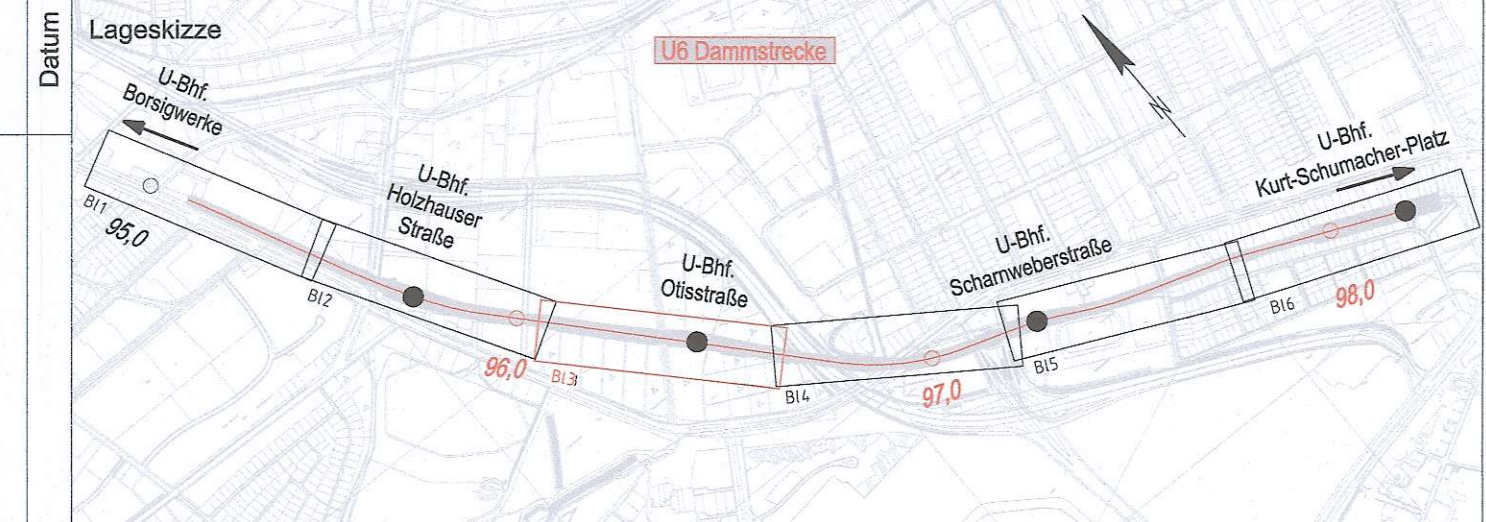 Datum
Lageskizze
U6 Dammstrecke
U-Bhf.
Borsigwerke
U-Bhf.
Holzhauser
Straße
U-Bhf.
Otisstraße
U-Bhf.
Scharnweberstraße
U-Bhf.
Kurt-Schumacher-Platz
N
Bl1
95,0
Bl2
96,0
Bl3
Bl4
97,0
Bl5
Bl6
98,0